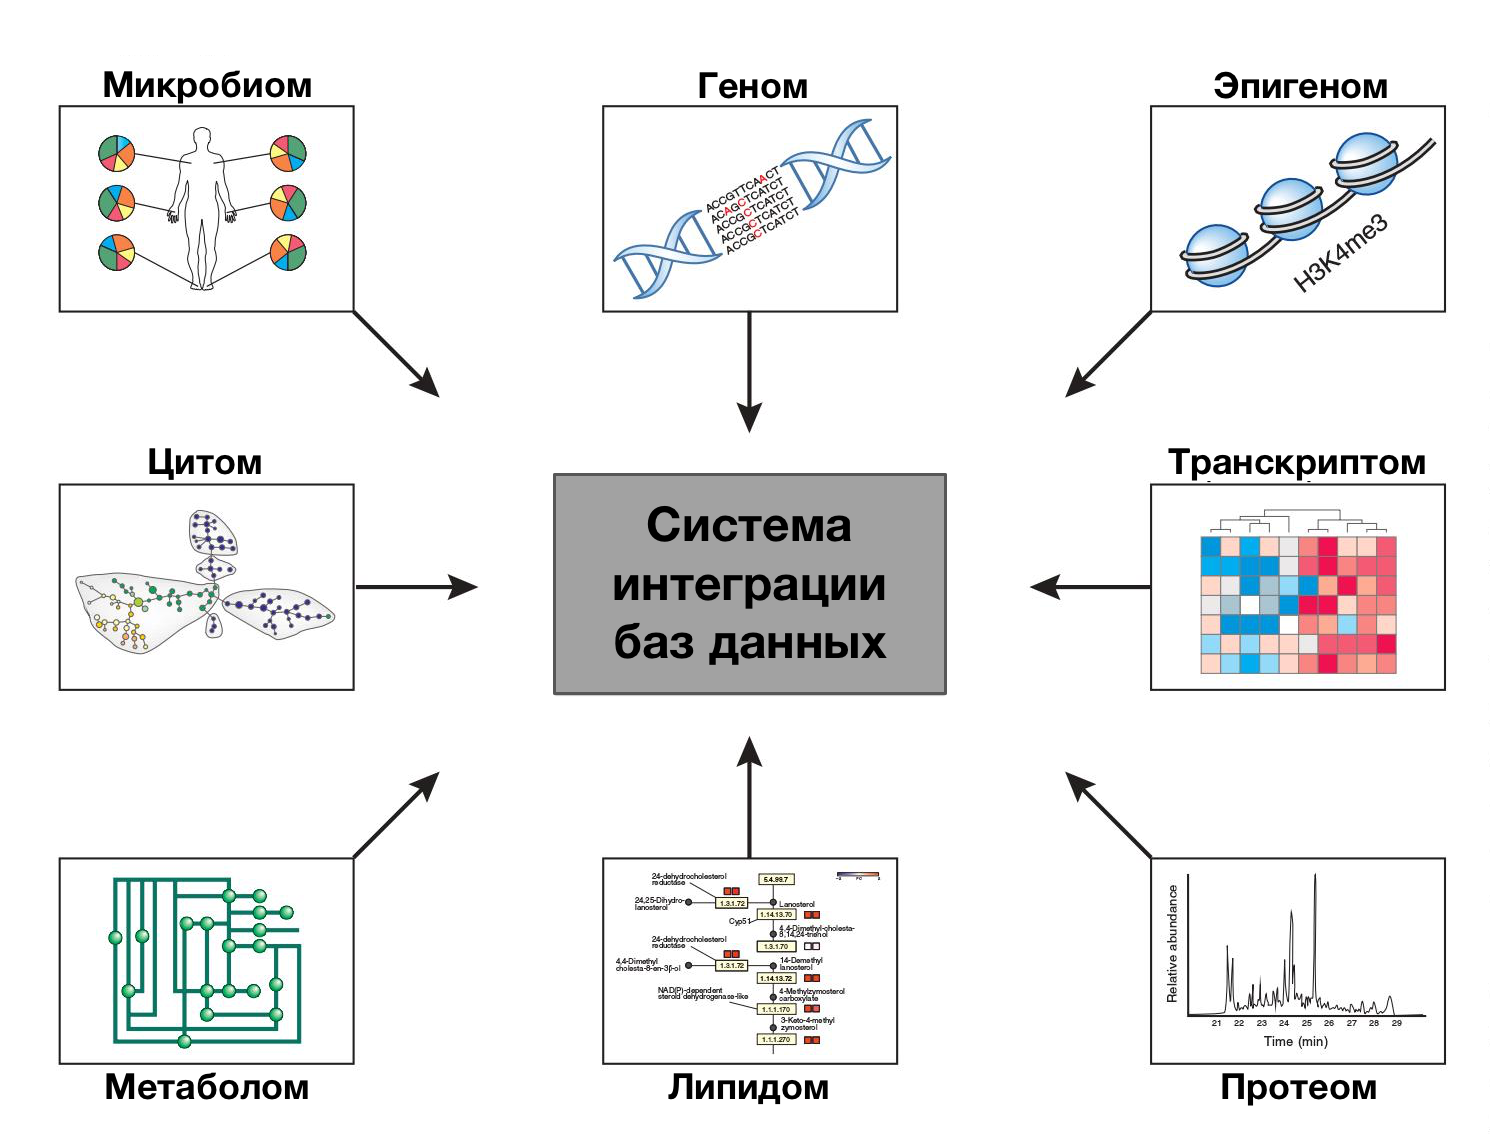 Микробиом
Геном
Эпигеном
ACCGTTCAACT
ACAGCTCATCT
ACCGCTCATCT
ACCGCTCATCT
ACCGCTCATCT
H3K4me3
Цитом
Система
интеграции
баз данных
Транскриптом
24-dehydrocholesterol
reductase
5.4.99.7
24,25-Dihydro-
lanosterol
1.3.1.72
Lanosterol
Cyp51
1.14.13.70
4,4-Dimethyl-cholesta-
8,14,24-trienol
24-dehydrocholesterol
reductase
1.3.1.70
4,4-Dimethyl
cholesta-8-en-3β-ol
1.3.1.72
14-Demethyl
lanosterol
1.14.13.72
NAD(P)-dependent
steroid dehydrogenase-like
4-Methylzymosterol
carboxylate
1.1.1.170
3-Keto-4-methyl
zymosterol
1.1.1.270
Relative abundance
21 22 23 24 25 26 27 28 29
Time (min)
Метаболом
Липидом
Протеом